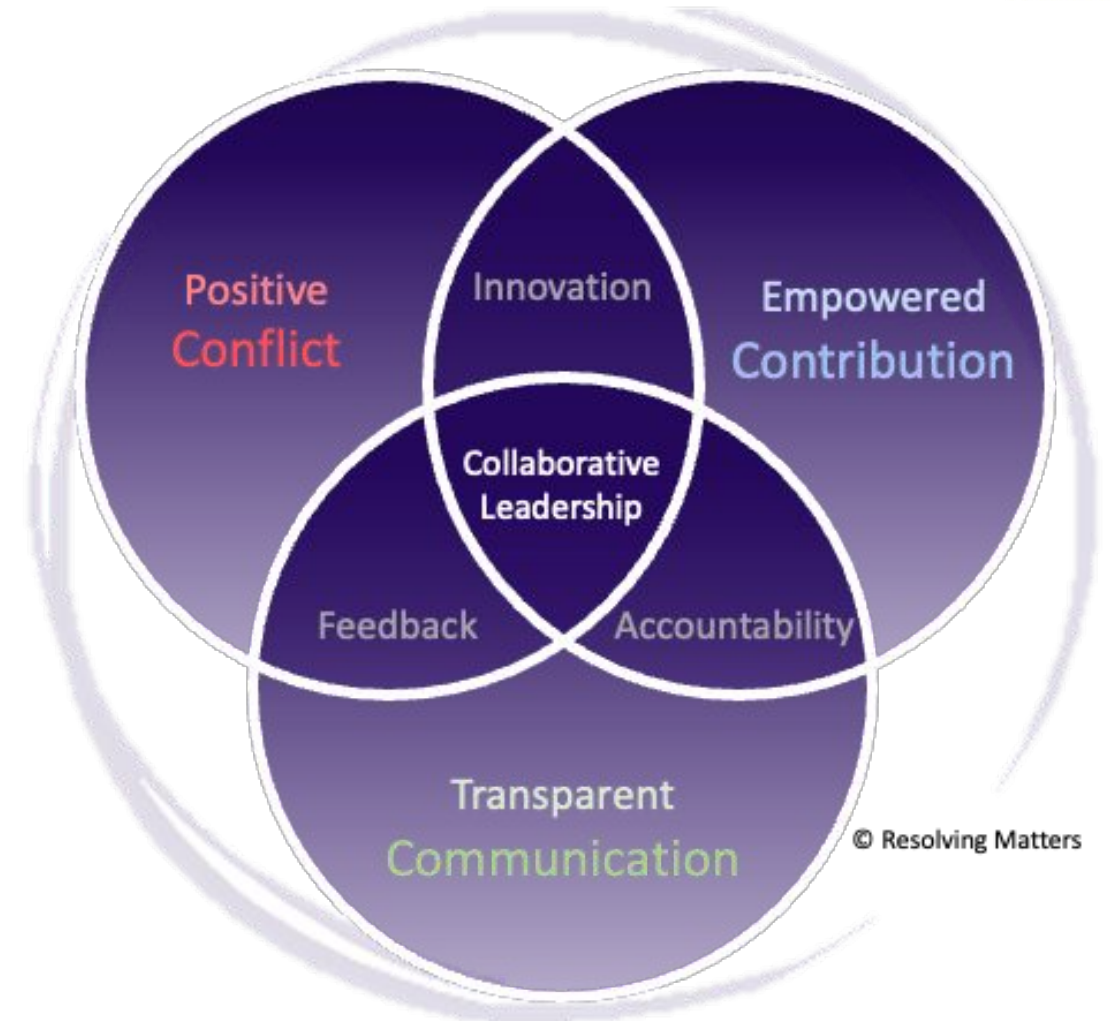 Positive
Conflict
Innovation
Empowered
Contribution
Collaborative
Leadership
Feedback
Accountability
Transparent
Communication
© Resolving Matters